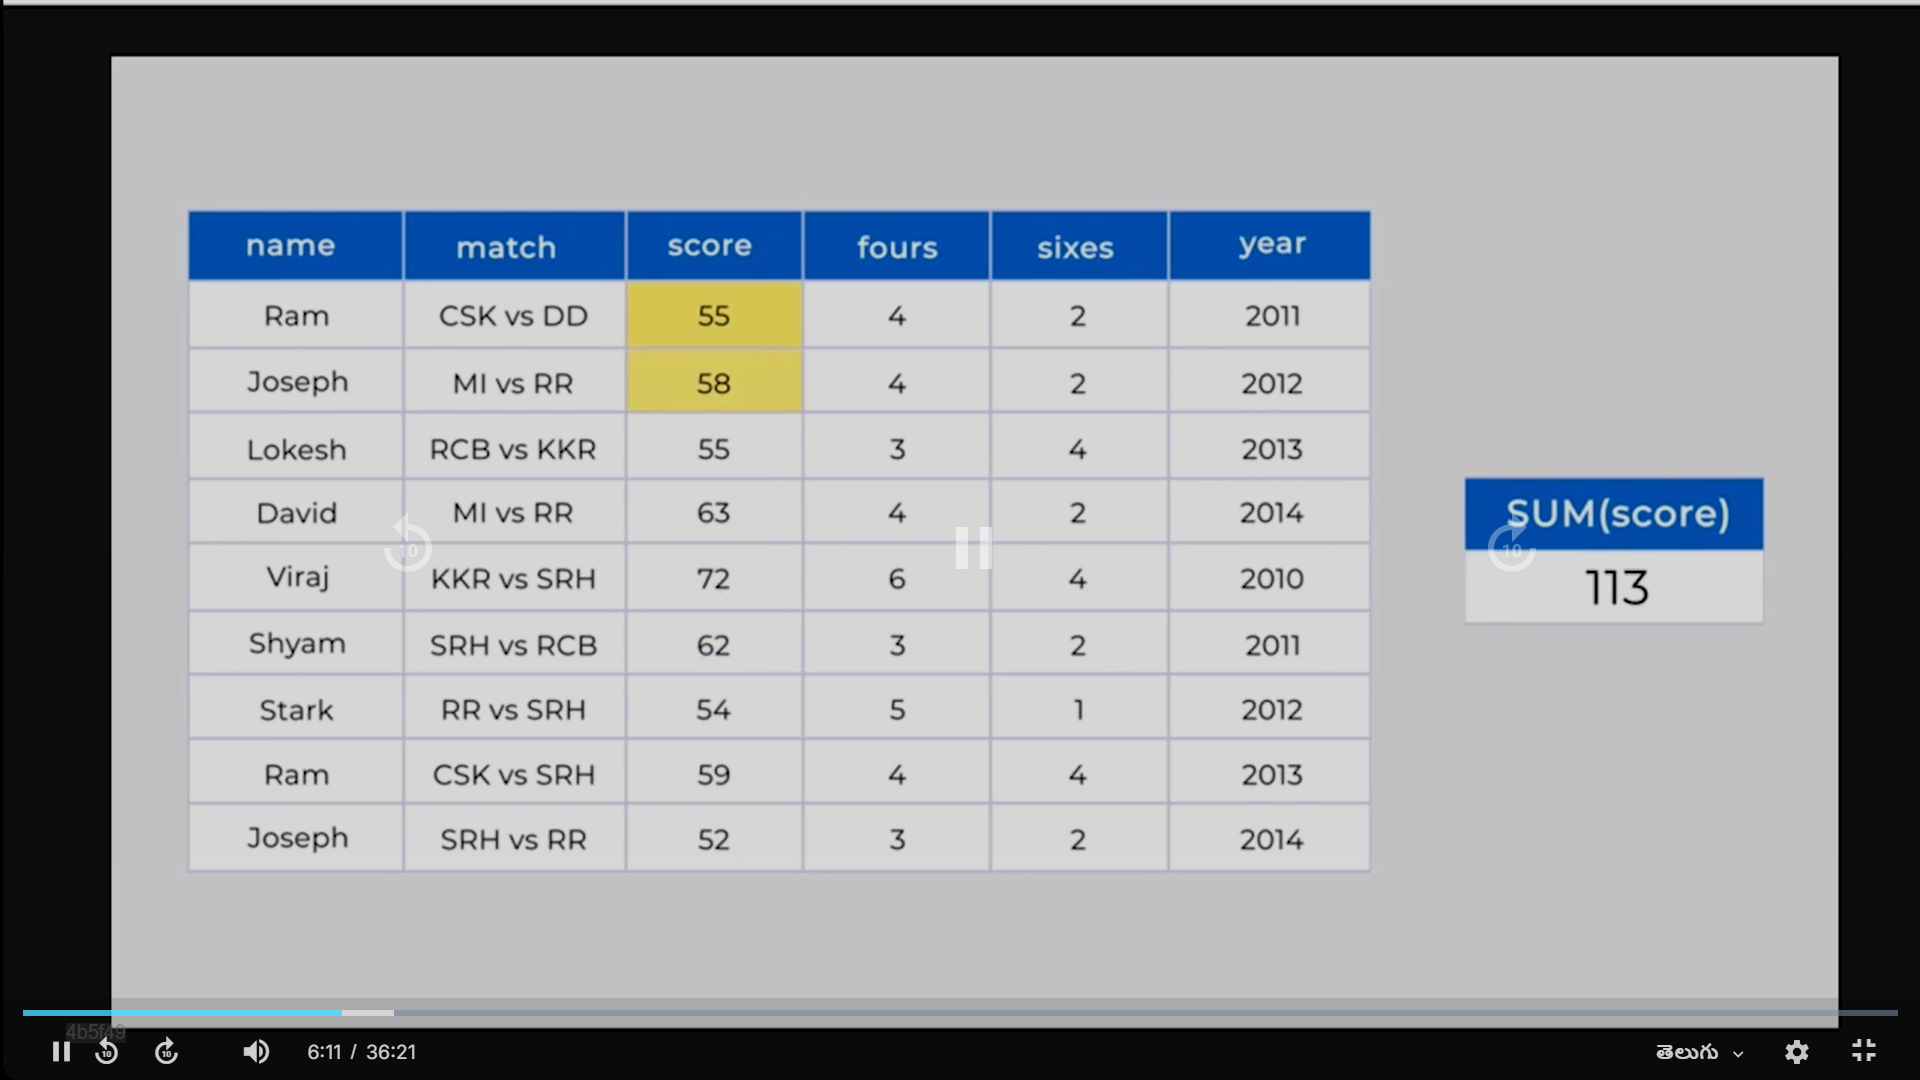 name match score fours sixes year
Ram CSK vs DD 55 4 2 2011
Joseph MI vs RR 58 4 2 2012
Lokesh RCB vs KKR 55 3 4 2013
David MI vs RR 63 4 2 2014
SUM(score)
10
10
Viraj KKR vs SRH 72 6 4 2010
113
Shyam SRH vs RCB 62 3 2 2011
Stark RR vs SRH 54 5 1 2012
Ram CSK vs SRH 59 4 4 2013
Joseph SRH vs RR 52 3 2 2014
4b5f49
10 10 6:11 / 36:21 తెలుగు